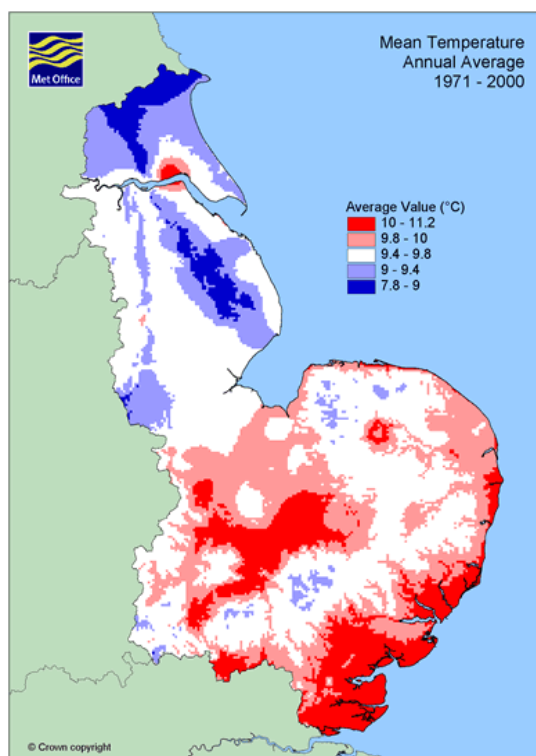 Met Office
Mean Temperature
Annual Average
1971 - 2000
Average Value (°C)
10 - 11.2
9.8 - 10
9.4 - 9.8
9 - 9.4
7.8 - 9
© Crown copyright